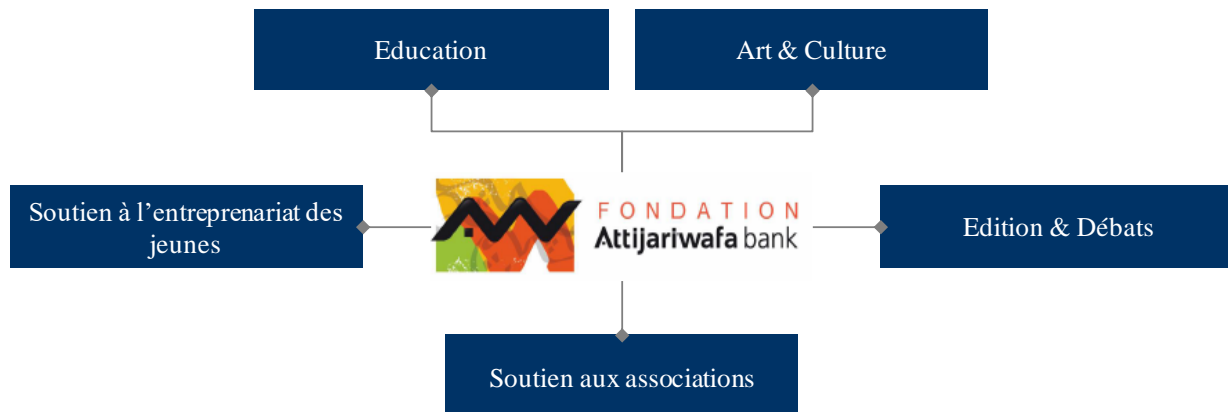 Education
Art & Culture
Soutien à l’entreprenariat des
jeunes
FONDATION
Attijariwafa bank
Edition & Débats
Soutien aux associations